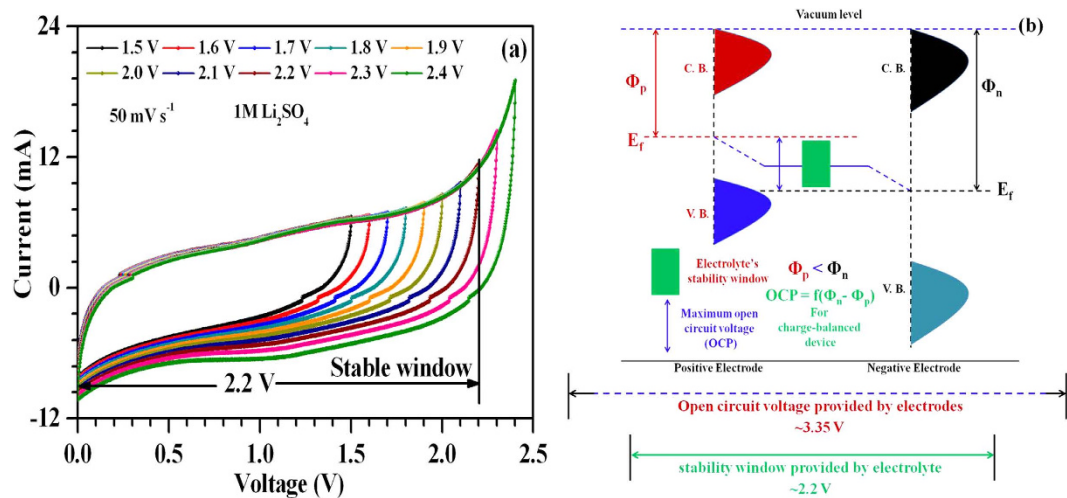 (a)
1.5 V 1.6 V 1.7 V 1.8 V 1.9 V
2.0 V 2.1 V 2.2 V 2.3 V 2.4 V
50 mV s⁻¹ 1M Li₂SO₄
Current (mA)
24
12
0
-12
Stable window
2.2 V
0.0 0.5 1.0 1.5 2.0 2.5
Voltage (V)
Vacuum level
(b)
C. B.
C. B.
Φₚ
Φₙ
E_f
E_f
V. B.
V. B.
Electrolyte's
stability window
Φₚ < Φₙ
OCP = f(Φₙ- Φₚ)
For
charge-balanced
device
Maximum open
circuit voltage
(OCP)
Positive Electrode Negative Electrode
Open circuit voltage provided by electrodes
~3.35 V
stability window provided by electrolyte
~2.2 V